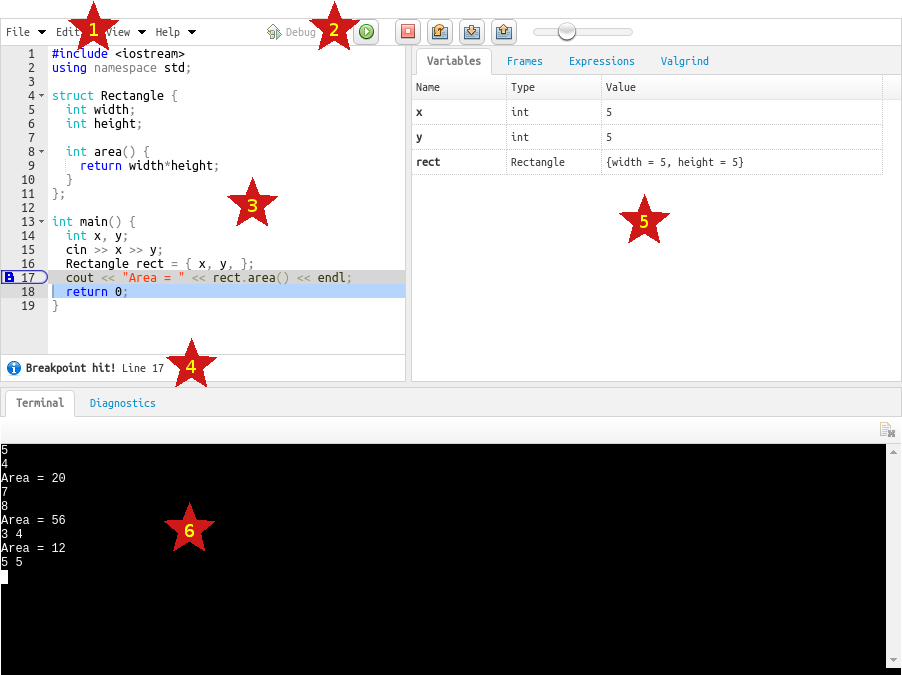 File Edit View Help Debug
1
2
Variables Frames Expressions Valgrind
Name Type Value
x int 5
y int 5
rect Rectangle {width = 5, height = 5}
5
1 #include <iostream>
2 using namespace std;
3
4 struct Rectangle {
5 int width;
6 int height;
7
8 int area() {
9 return width*height;
10 }
11 };
12
13 int main() {
14 int x, y;
15 cin >> x >> y;
16 Rectangle rect = { x, y, };
B 17 cout << "Area = " << rect.area() << endl;
18 return 0;
19 }
3
Breakpoint hit! Line 17
4
Terminal Diagnostics
5
4
Area = 20
7
8
Area = 56
3 4
Area = 12
5 5
6